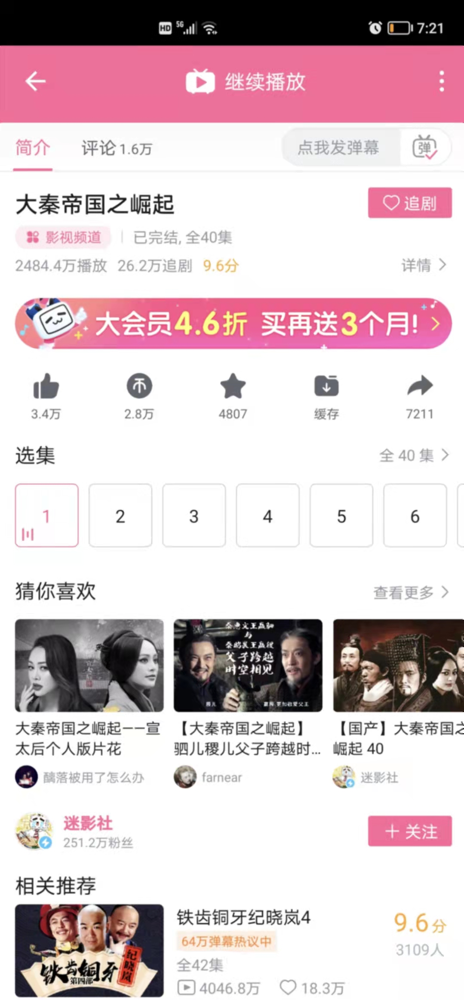 HD 5G 7:21
继续播放
简介 评论 1.6万 点我发弹幕 弹
大秦帝国之崛起 追剧
影视频道 已完结, 全40集
2484.4万播放 26.2万追剧 9.6分 详情
大会员4.6折 买再送3个月!
3.4万 2.8万 4807 缓存 7211
选集 全 40 集
1 2 3 4 5 6
猜你喜欢 查看更多
秦惠文王嬴驷
与
秦昭襄王嬴稷
父子跨越
时空相见
稷儿
更加敬爱父王
大秦帝国之崛起——宣
太后个人版片花
【大秦帝国之崛起】
驷儿稷儿父子跨越时...
【国产】大秦帝国之
崛起 40
醹落被用了怎么办 farnear 迷影社
迷影社
251.2万粉丝
关注
相关推荐
铁齿铜牙
纪晓岚
第四部
铁齿铜牙纪晓岚4
64万弹幕热议中
全42集
4046.8万 18.3万
9.6分
3109人